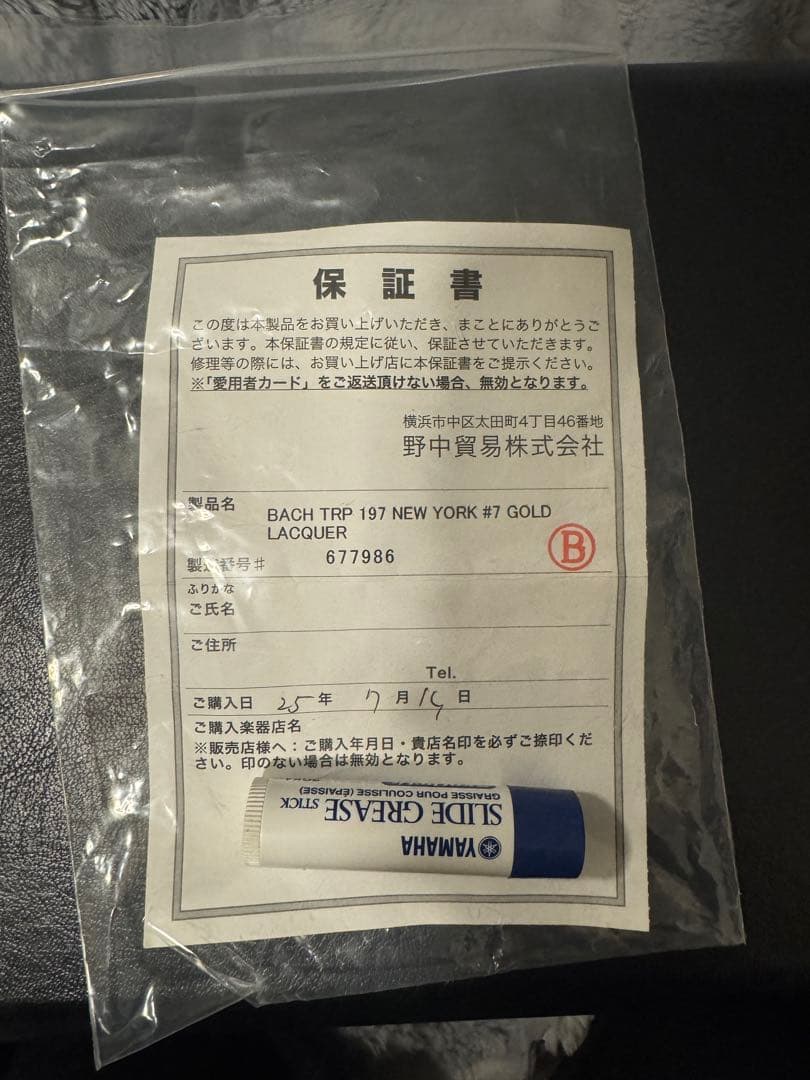 保証書
この度は本製品をお買い上げいただき、まことにありがとうご
ざいます。本保証書の規定に従い、保証させていただきます。
修理等の際には、お買い上げ店に本保証書をご提示ください。
※「愛用者カード」をご返送頂けない場合、無効となります。
横浜市中区太田町4丁目46番地
野中貿易株式会社
製品名
BACH TRP 197 NEW YORK #7 GOLD
LACQUER
B
製造番号♯ 677986
ふりがな
ご氏名
ご住所
Tel.
ご購入日 25年 7月19日
ご購入楽器店名
※販売店様へ：ご購入年月日・貴店名印を必ずご捺印くだ
さい。印のない場合は無効となります。
YAMAHA
SLIDE GREASE
STICK
GRAISSE POUR COULISSE (ÉPAISSE)